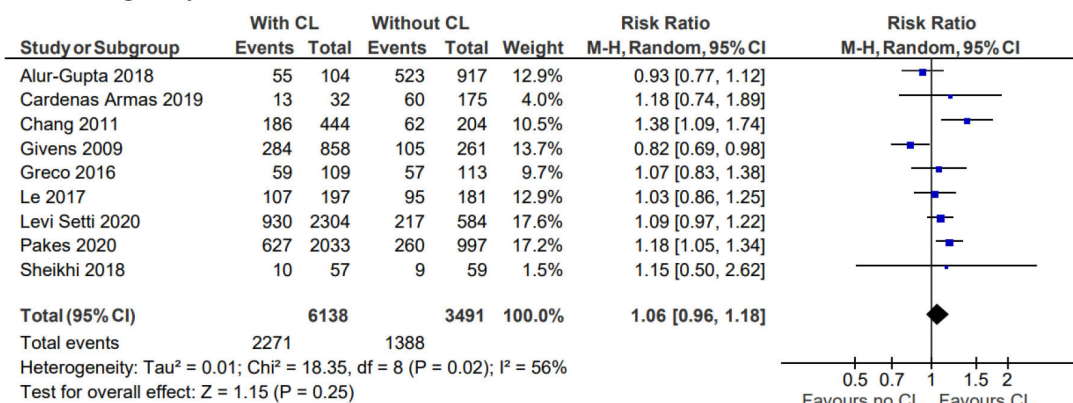 With CL Without CL Risk Ratio Risk Ratio
Study or Subgroup Events Total Events Total Weight M-H, Random, 95% CI M-H, Random, 95% CI
Alur-Gupta 2018 55 104 523 917 12.9% 0.93 [0.77, 1.12]
Cardenas Armas 2019 13 32 60 175 4.0% 1.18 [0.74, 1.89]
Chang 2011 186 444 62 204 10.5% 1.38 [1.09, 1.74]
Givens 2009 284 858 105 261 13.7% 0.82 [0.69, 0.98]
Greco 2016 59 109 57 113 9.7% 1.07 [0.83, 1.38]
Le 2017 107 197 95 181 12.9% 1.03 [0.86, 1.25]
Levi Setti 2020 930 2304 217 584 17.6% 1.09 [0.97, 1.22]
Pakes 2020 627 2033 260 997 17.2% 1.18 [1.05, 1.34]
Sheikhi 2018 10 57 9 59 1.5% 1.15 [0.50, 2.62]
Total (95% CI) 6138 3491 100.0% 1.06 [0.96, 1.18]
Total events 2271 1388
Heterogeneity: Tau² = 0.01; Chi² = 18.35, df = 8 (P = 0.02); I² = 56%
0.5 0.7 1 1.5 2
Test for overall effect: Z = 1.15 (P = 0.25)
Favours no CL Favours CL